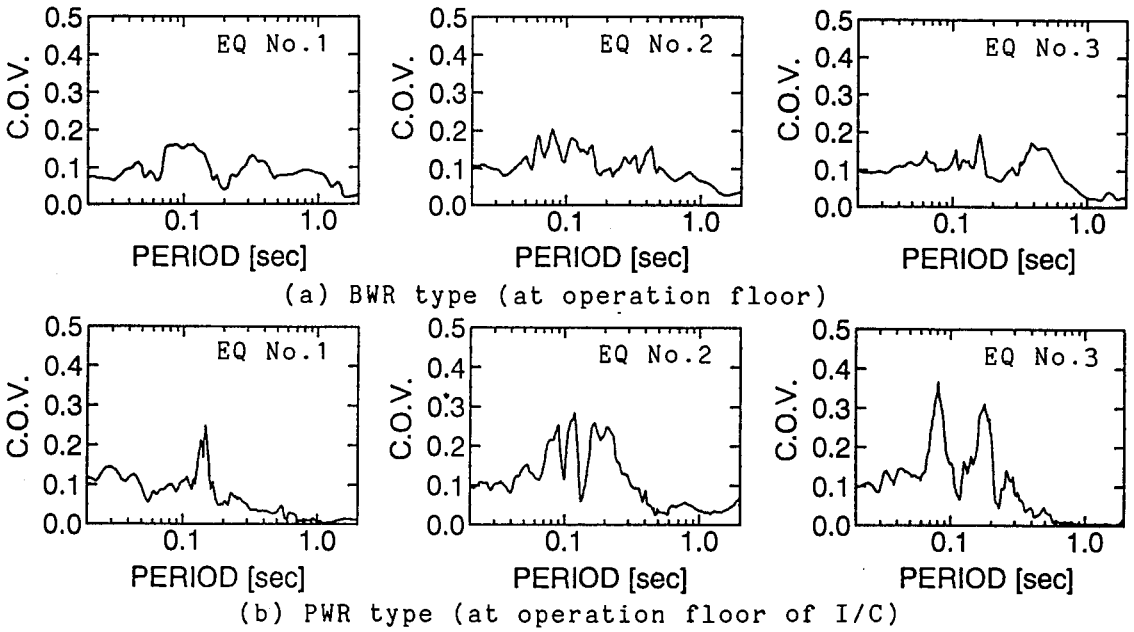 0.5
0.4
0.3
0.2
0.1
0.0
C.O.V.
EQ No.1
0.1
1.0
PERIOD [sec]
0.5
0.4
0.3
0.2
0.1
0.0
C.O.V.
EQ No.2
0.1
1.0
PERIOD [sec]
0.5
0.4
0.3
0.2
0.1
0.0
C.O.V.
EQ No.3
0.1
1.0
PERIOD [sec]
(a) BWR type (at operation floor)
0.5
0.4
0.3
0.2
0.1
0.0
C.O.V.
EQ No.1
0.1
1.0
PERIOD [sec]
0.5
0.4
0.3
0.2
0.1
0.0
C.O.V.
EQ No.2
0.1
1.0
PERIOD [sec]
0.5
0.4
0.3
0.2
0.1
0.0
C.O.V.
EQ No.3
0.1
1.0
PERIOD [sec]
(b) PWR type (at operation floor of I/C)